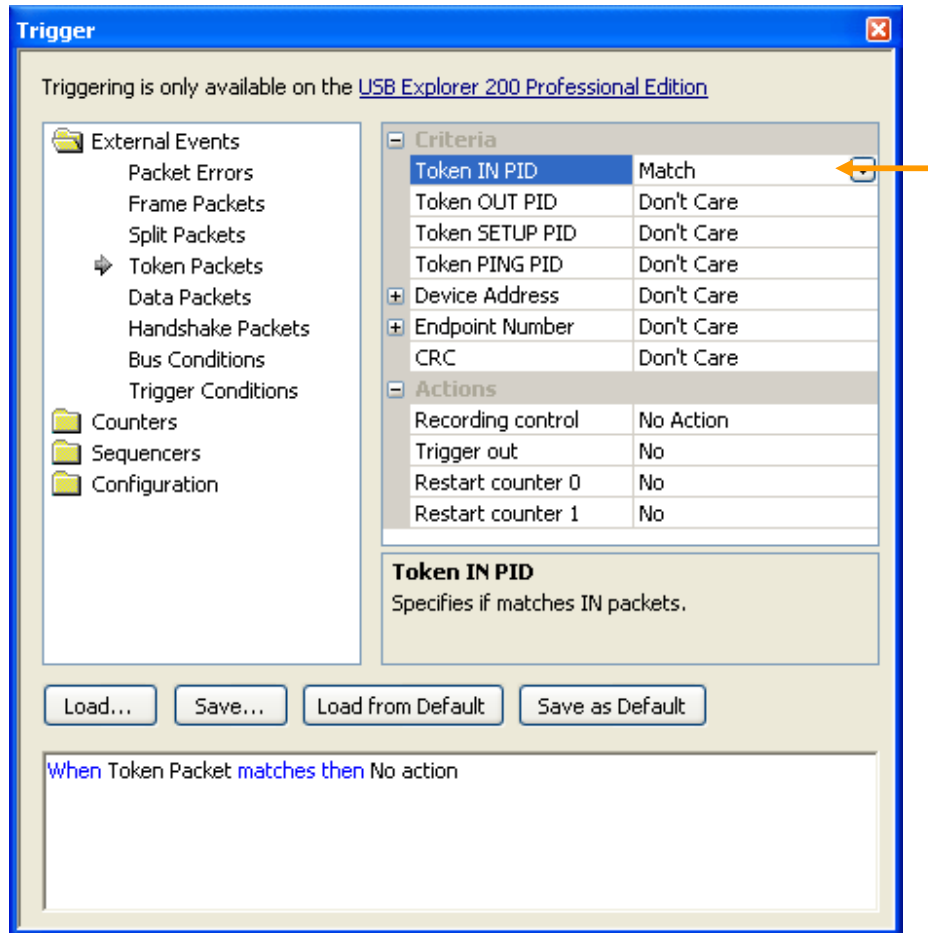 Trigger
Triggering is only available on the USB Explorer 200 Professional Edition
External Events
Packet Errors
Frame Packets
Split Packets
Token Packets
Data Packets
Handshake Packets
Bus Conditions
Trigger Conditions
Counters
Sequencers
Configuration
Criteria
Token IN PID Match
Token OUT PID Don't Care
Token SETUP PID Don't Care
Token PING PID Don't Care
Device Address Don't Care
Endpoint Number Don't Care
CRC Don't Care
Actions
Recording control No Action
Trigger out No
Restart counter 0 No
Restart counter 1 No
Token IN PID
Specifies if matches IN packets.
Load... Save... Load from Default Save as Default
When Token Packet matches then No action